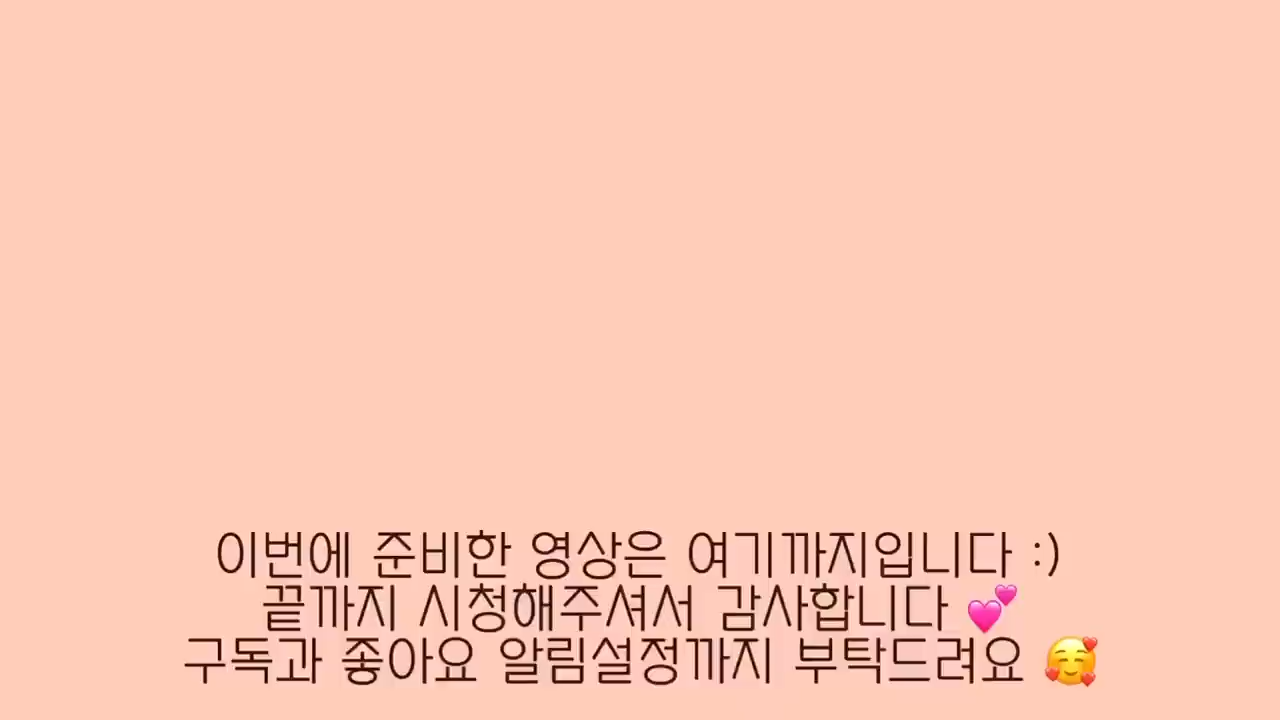 이번에 준비한 영상은 여기까지입니다 :)
끝까지 시청해주셔서 감사합니다 💕
구독과 좋아요 알림설정까지 부탁드려요 🥰